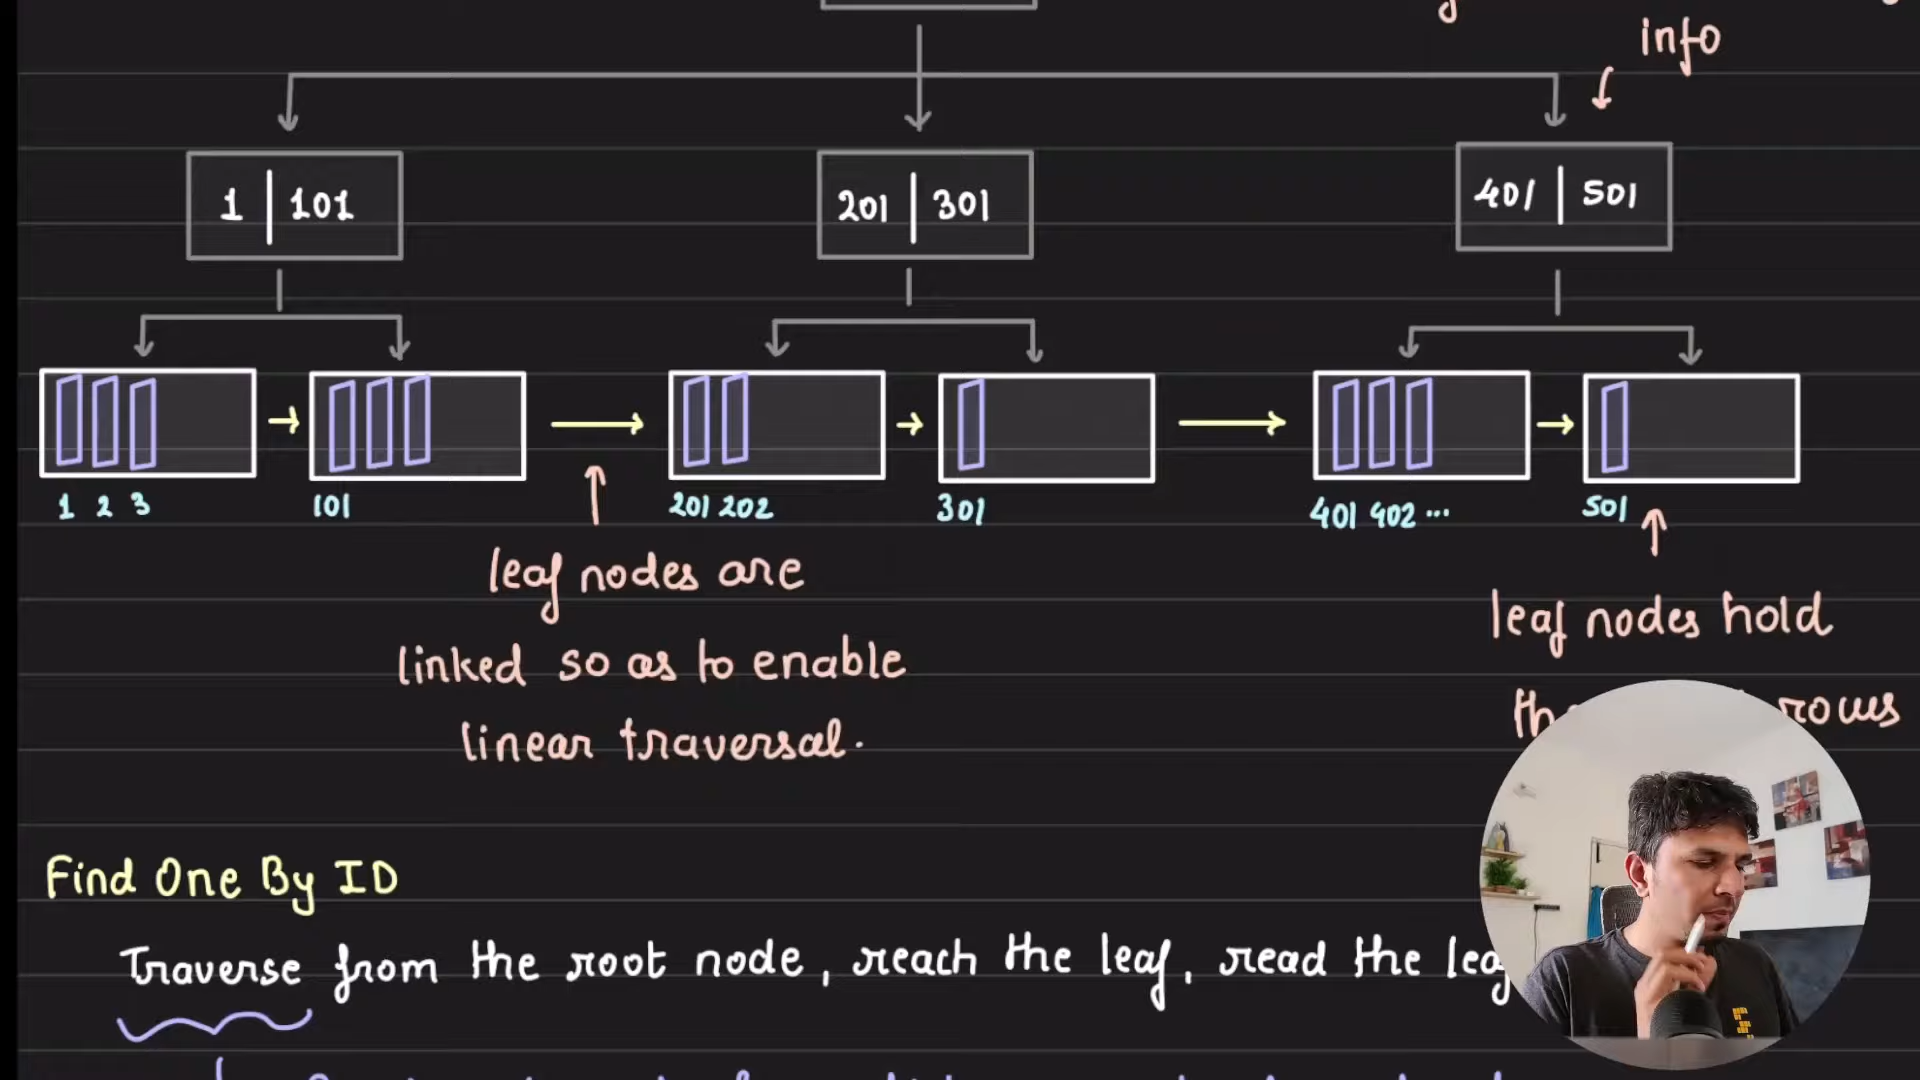 info
1 | 101
201 | 301
401 | 501
1 2 3
101
201 202
301
401 402 ...
501
leaf nodes are
linked so as to enable
linear traversal.
leaf nodes hold
rows
Find One By ID
Traverse from the root node, reach the leaf, read the